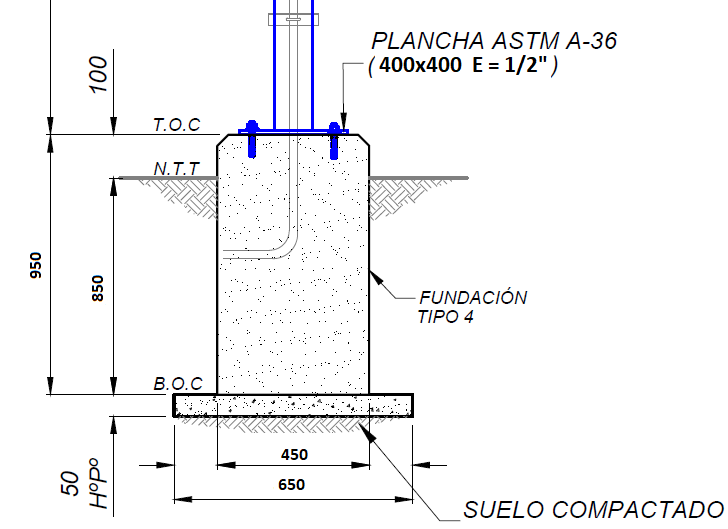 PLANCHA ASTM A-36
( 400x400 E = 1/2" )
100
T.O.C
N.T.T
950
850
FUNDACIÓN
TIPO 4
B.O.C
450
650
50
HºPº
SUELO COMPACTADO